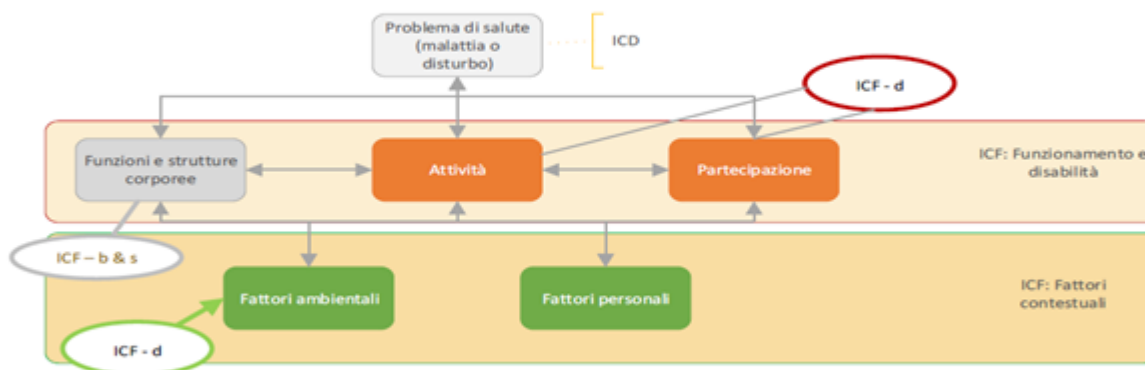 Problema di salute
(malattia o
disturbo)
ICD
ICF - d
Funzioni e strutture
corporee
Attività
Partecipazione
ICF: Funzionamento e
disabilità
ICF – b & s
Fattori ambientali
Fattori personali
ICF: Fattori
contestuali
ICF - d